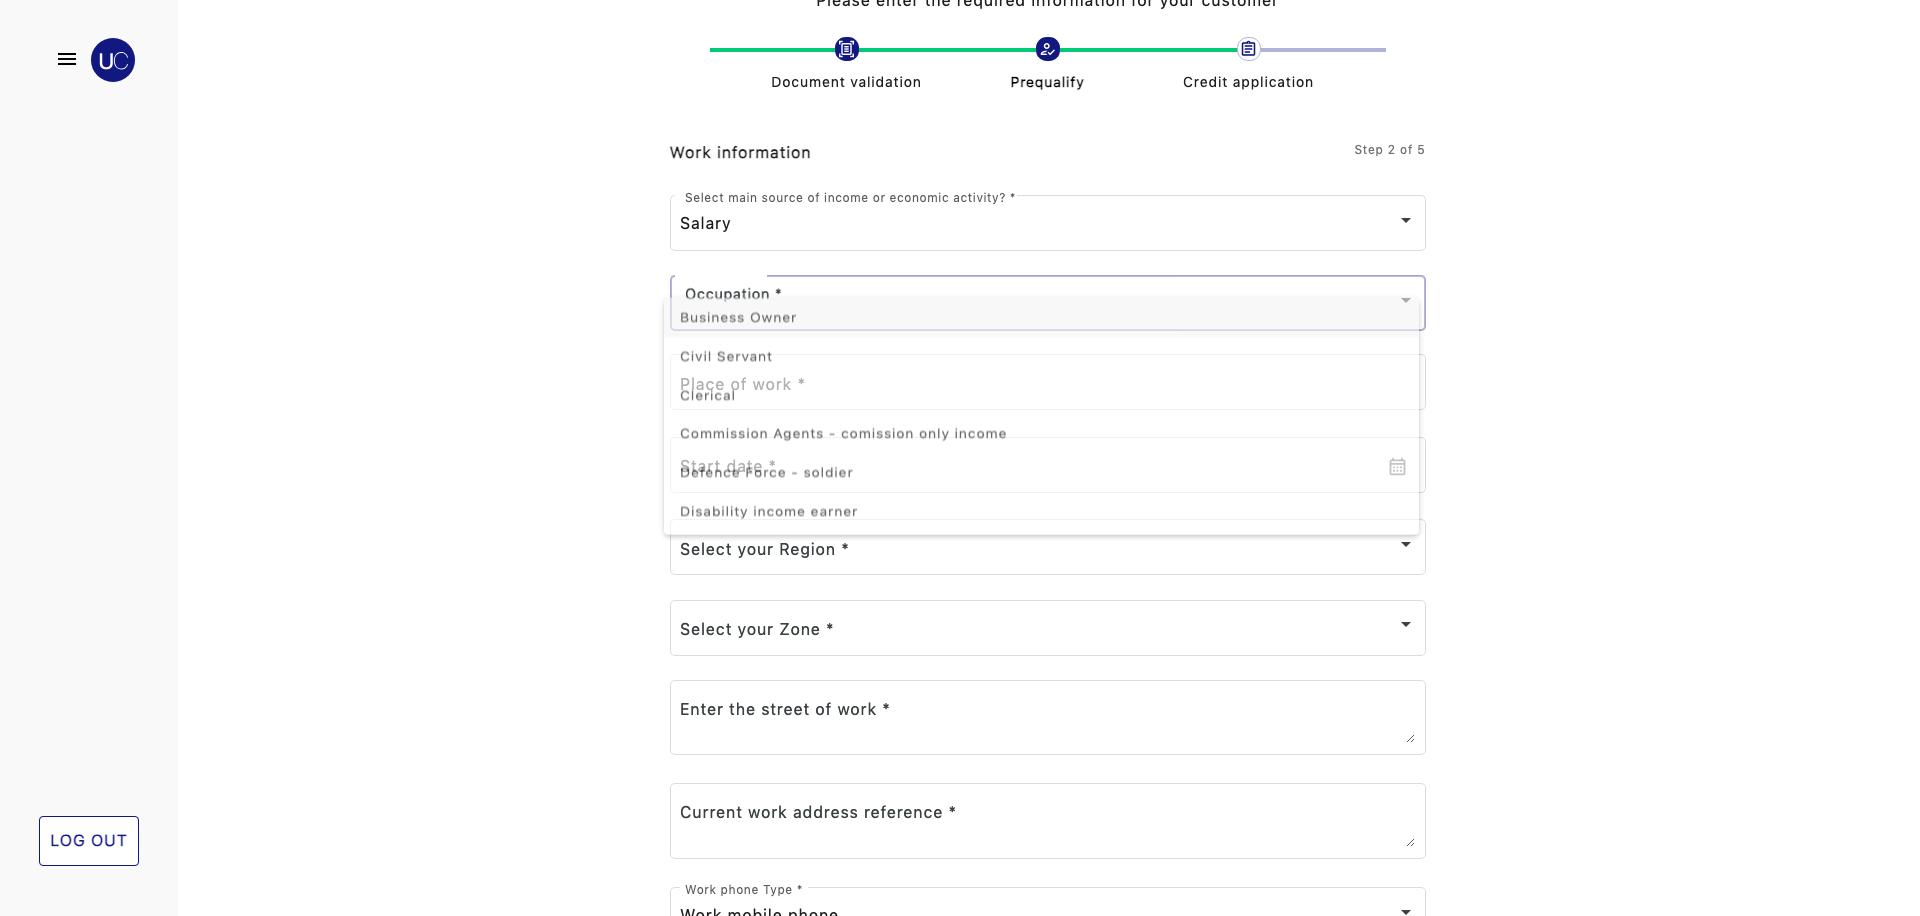 Please enter the required information for your customer
UC
Document validation
Prequalify
Credit application
Work information
Step 2 of 5
Select main source of income or economic activity? *
Salary
Occupation *
Business Owner
Civil Servant
Place of work *
Clerical
Commission Agents - comission only income
Start date *
Defence Force - soldier
Disability income earner
Select your Region *
Select your Zone *
Enter the street of work *
Current work address reference *
LOG OUT
Work phone Type *
Work mobile phone